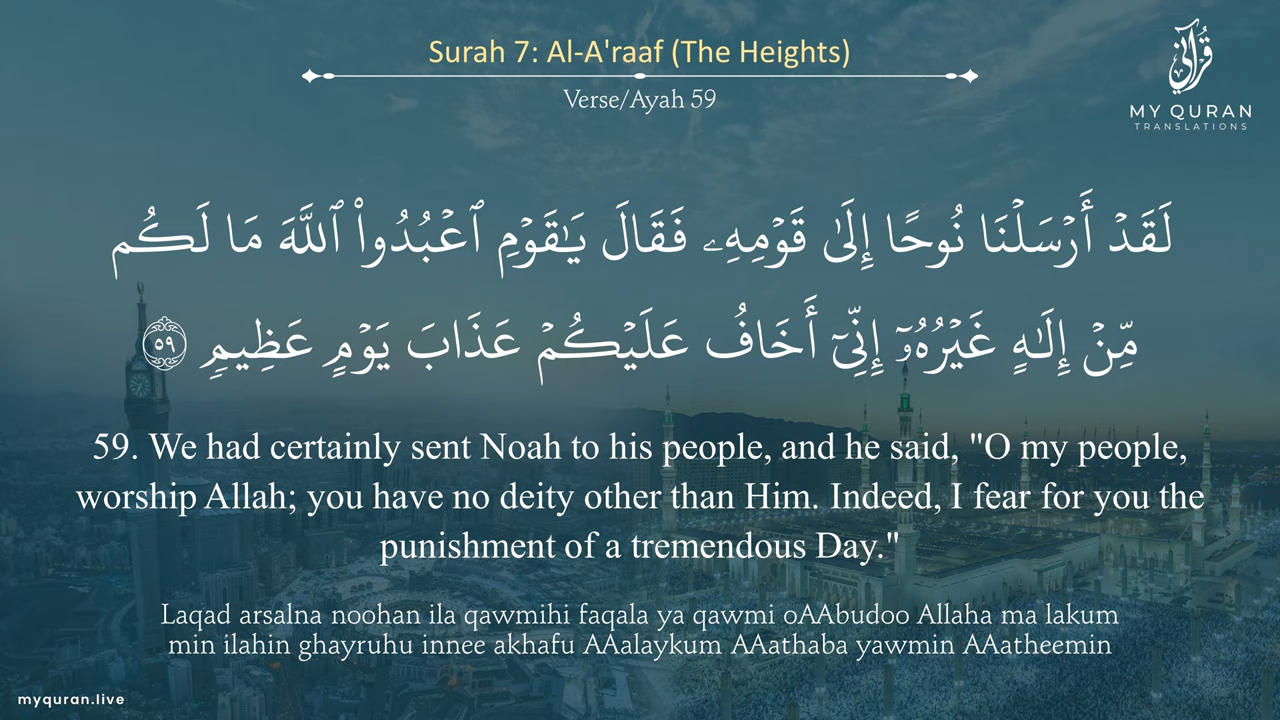 Surah 7: Al-A'raaf (The Heights)
Verse/Ayah 59
قرآني
MY QURAN
TRANSLATIONS
لَقَدۡ أَرۡسَلۡنَا نُوحًا إِلَىٰ قَوۡمِهِۦ فَقَالَ يَـٰقَوۡمِ ٱعۡبُدُواْ ٱللَّهَ مَا لَكُم
مِّنۡ إِلَـٰهٍ غَيۡرُهُۥٓ إِنِّىٓ أَخَافُ عَلَيۡكُمۡ عَذَابَ يَوۡمٍ عَظِيمٍ ٥٩
59. We had certainly sent Noah to his people, and he said, "O my people,
worship Allah; you have no deity other than Him. Indeed, I fear for you the
punishment of a tremendous Day."
Laqad arsalna noohan ila qawmihi faqala ya qawmi oAAbudoo Allaha ma lakum
min ilahin ghayruhu innee akhafu AAalaykum AAathaba yawmin AAatheemin
myquran.live